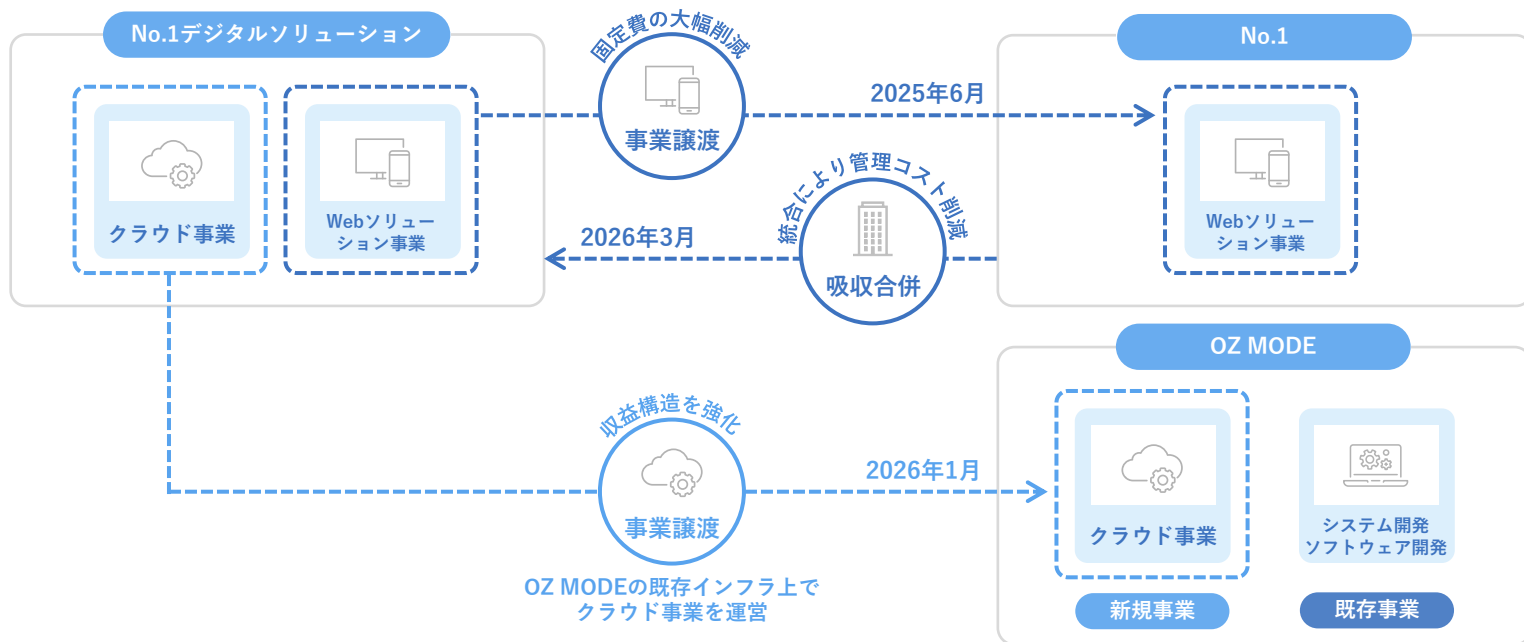 No.1デジタルソリューション
クラウド事業
Webソリュー
ション事業
固定費の大幅削減
事業譲渡
2025年6月
No.1
Webソリュー
ション事業
統合により管理コスト削減
吸収合併
2026年3月
収益構造を強化
事業譲渡
2026年1月
OZ MODEの既存インフラ上で
クラウド事業を運営
OZ MODE
クラウド事業
新規事業
システム開発
ソフトウェア開発
既存事業